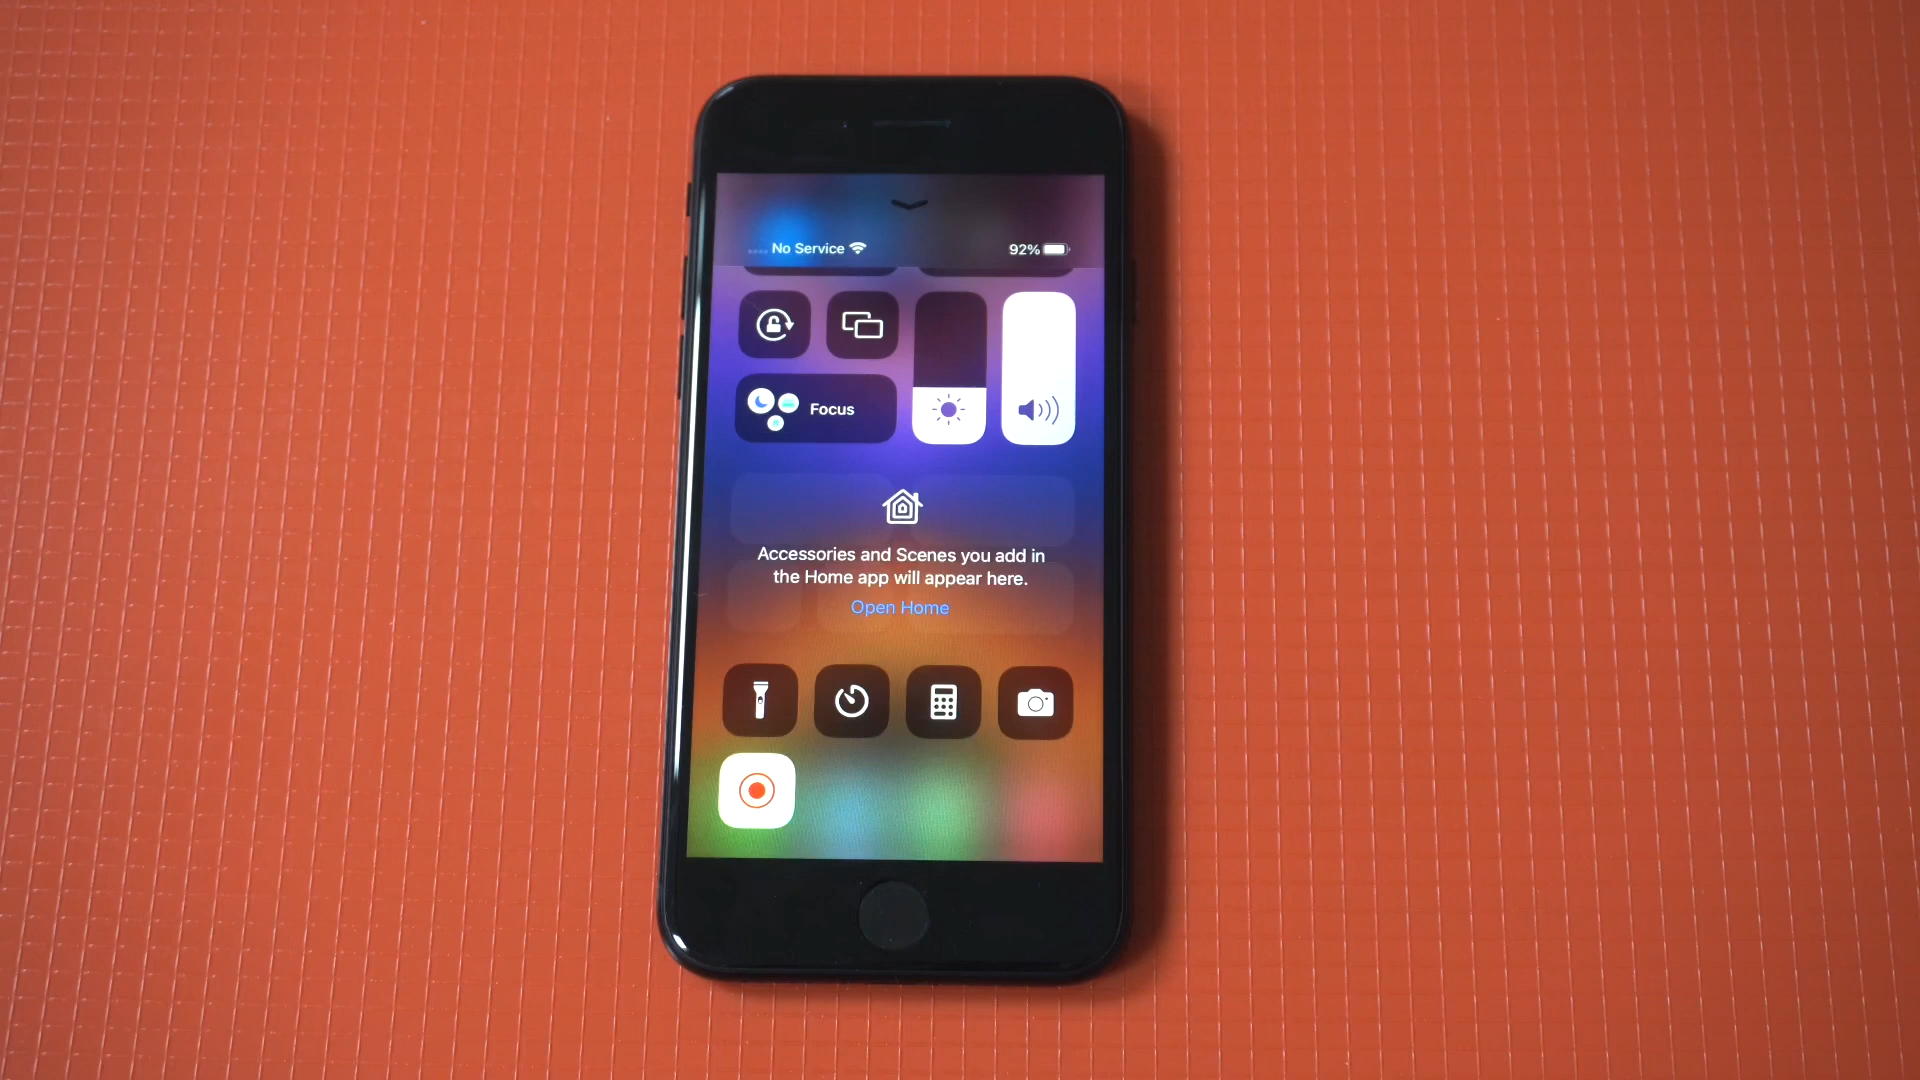 No Service
92%
Focus
Accessories and Scenes you add in
the Home app will appear here.
Open Home